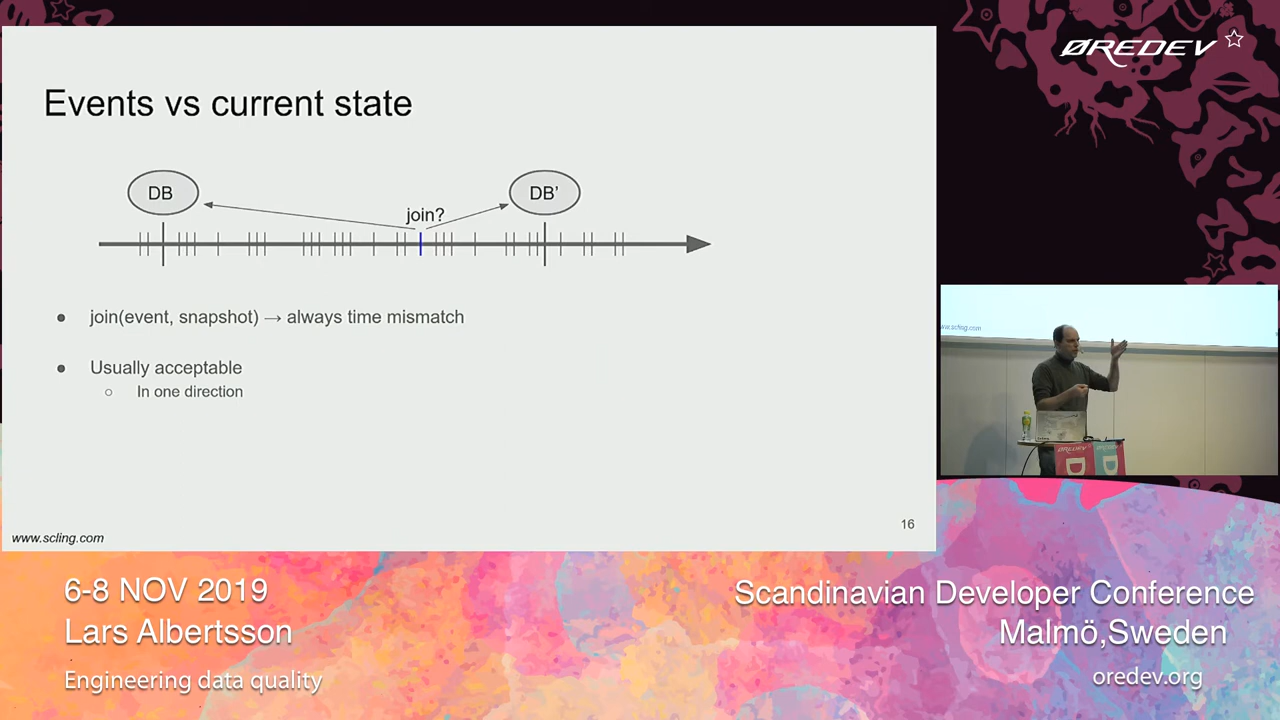 ØREDEV
Events vs current state
DB
DB’
join?
join(event, snapshot) → always time mismatch
Usually acceptable
In one direction
16
www.scling.com
ØREDEV
6-8 NOV 2019
Lars Albertsson
Engineering data quality
Scandinavian Developer Conference
Malmö,Sweden
oredev.org